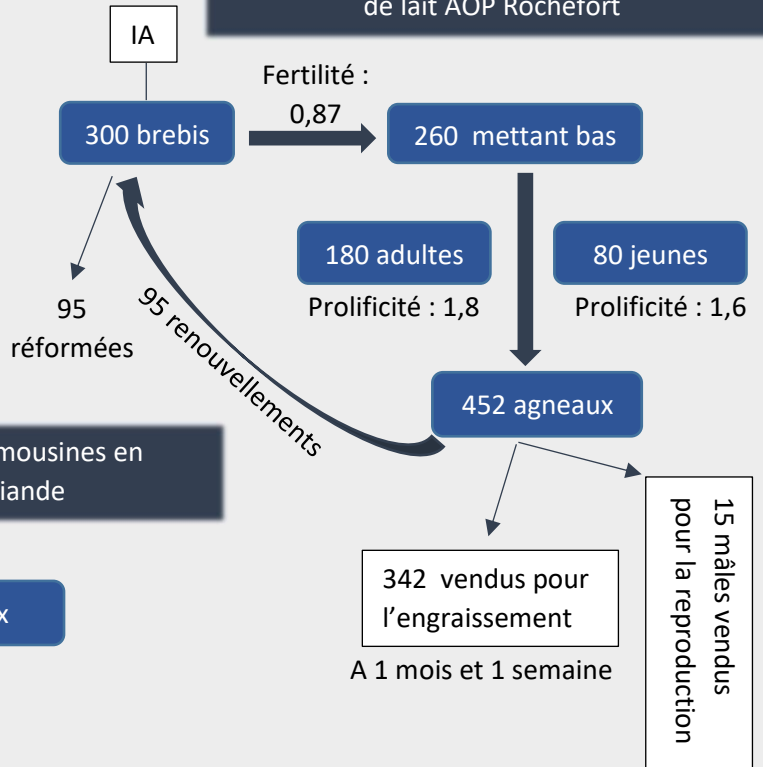 de lait AOP Rochefort
IA
Fertilité :
0,87
300 brebis
260 mettant bas
180 adultes
80 jeunes
Prolificité : 1,8
Prolificité : 1,6
95
réformées
95 renouvellements
452 agneaux
mousines en
iande
x
342 vendus pour
l'engraissement
A 1 mois et 1 semaine
15 mâles vendus
pour la reproduction